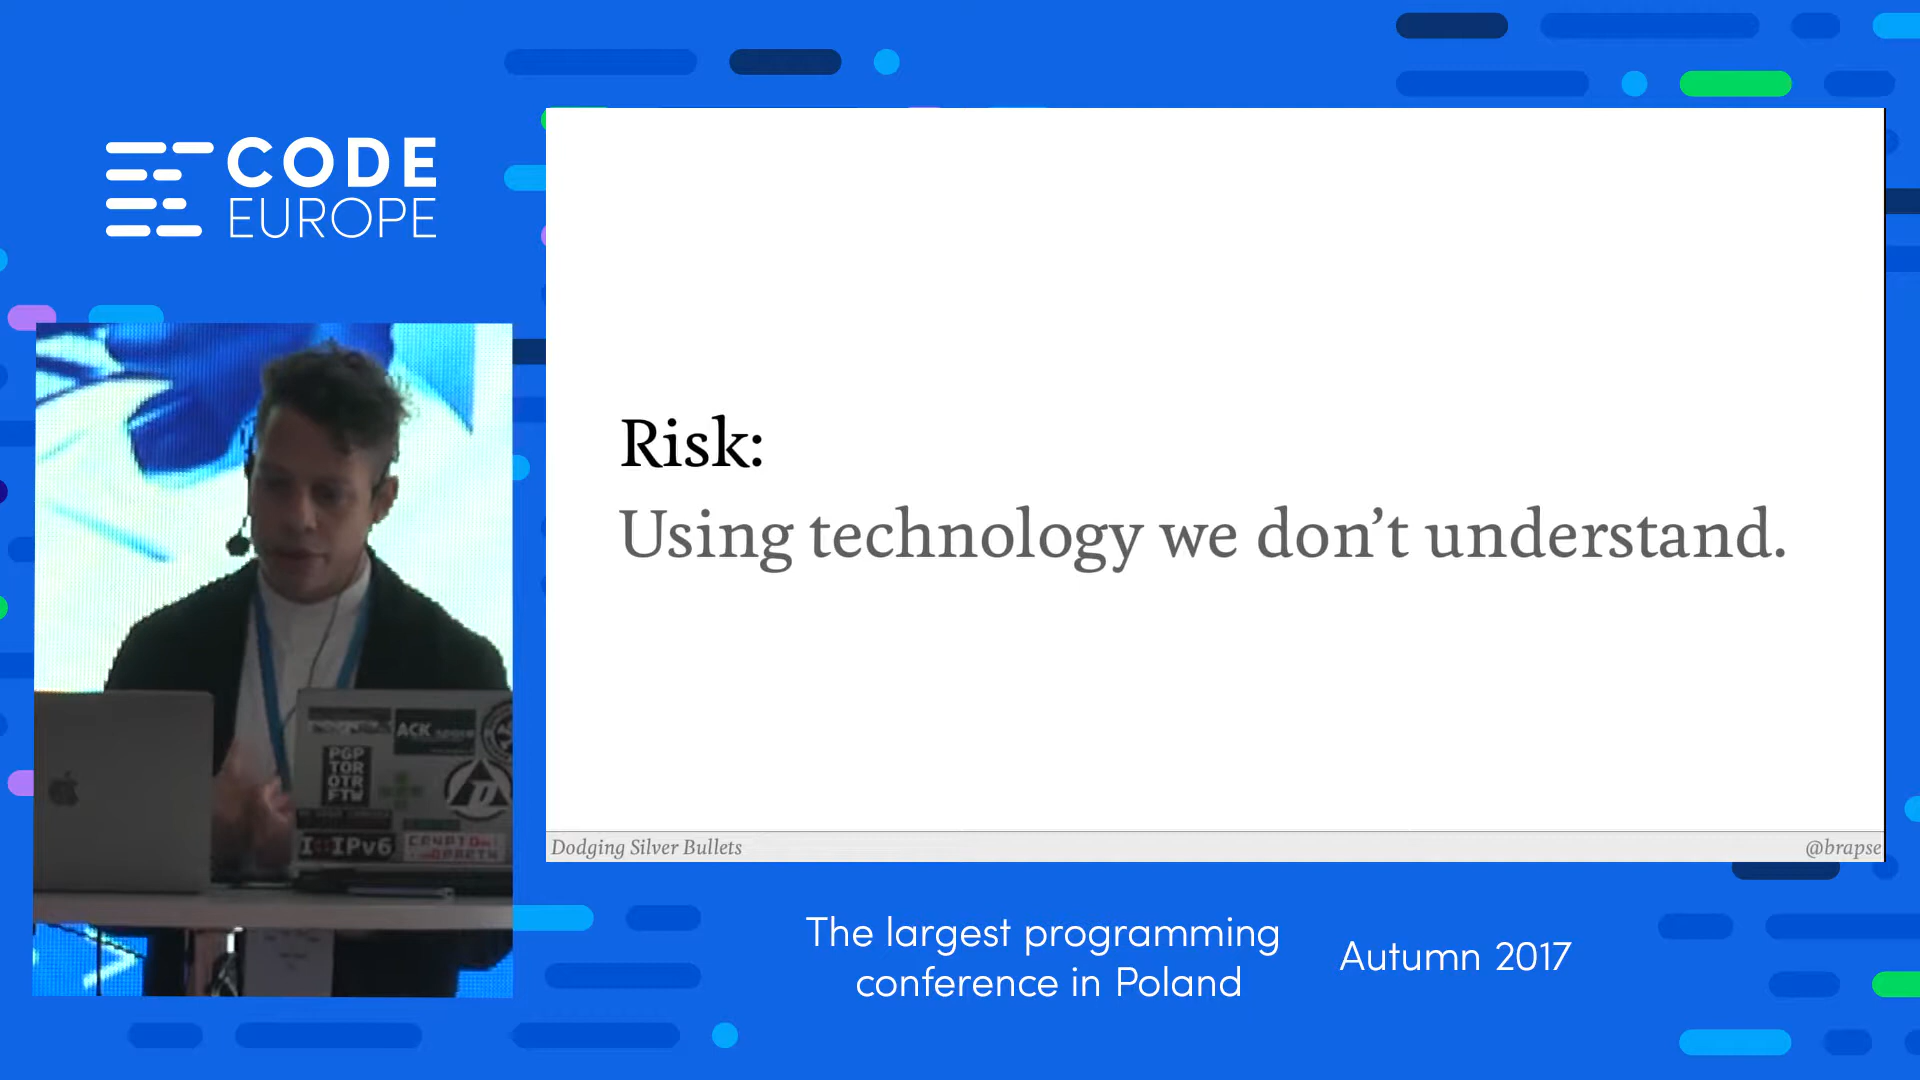 CODE
EUROPE
Risk:
Using technology we don’t understand.
ACK
PGP
TOR
OTR
FTW
IPv6
D
Dodging Silver Bullets
@brapse
The largest programming
conference in Poland
Autumn 2017